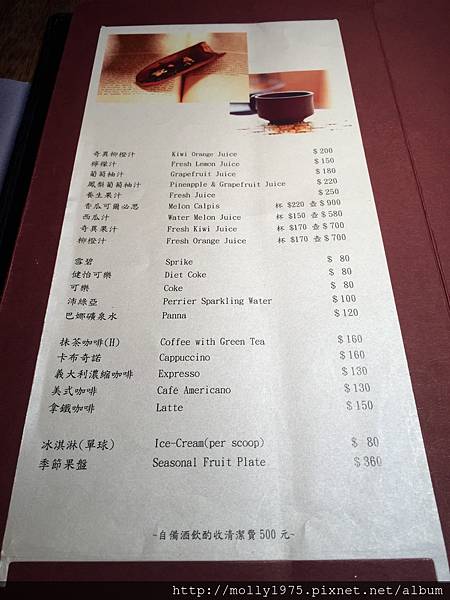 奇異柳橙汁 Kiwi Orange Juice $200
檸檬汁 Fresh Lemon Juice $150
葡萄柚汁 Grapefruit Juice $180
鳳梨葡萄柚汁 Pineapple & Grapefruit Juice $220
養生果汁 Fresh Juice $250
香瓜可爾必思 Melon Calpis 杯 $220 壺$900
西瓜汁 Water Melon Juice 杯 $150 壺$580
奇異果汁 Fresh Kiwi Juice 杯 $170 壺$700
柳橙汁 Fresh Orange Juice 杯 $170 壺$700
雪碧 Sprike $ 80
健怡可樂 Diet Coke $ 80
可樂 Coke $ 80
沛綠亞 Perrier Sparkling Water $100
巴娜礦泉水 Panna $120
抹茶咖啡(H) Coffee with Green Tea $160
卡布奇諾 Cappuccino $160
義大利濃縮咖啡 Expresso $130
美式咖啡 Café Americano $130
拿鐵咖啡 Latte $150
冰淇淋(單球) Ice-Cream(per scoop) $ 80
季節果盤 Seasonal Fruit Plate $360
~自備酒飲酌收清潔費500元~
http://molly1975.pixnet.net/album